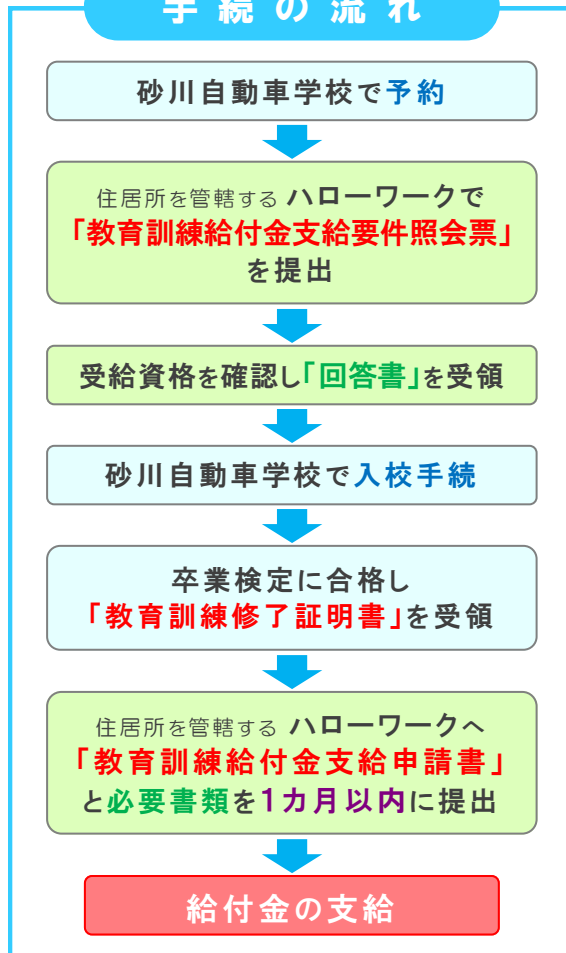 手続の流れ
砂川自動車学校で予約
住居所を管轄する ハローワークで
「教育訓練給付金支給要件照会票」
を提出
受給資格を確認し「回答書」を受領
砂川自動車学校で入校手続
卒業検定に合格し
「教育訓練修了証明書」を受領
住居所を管轄する ハローワークへ
「教育訓練給付金支給申請書」
と必要書類を1カ月以内に提出
給付金の支給